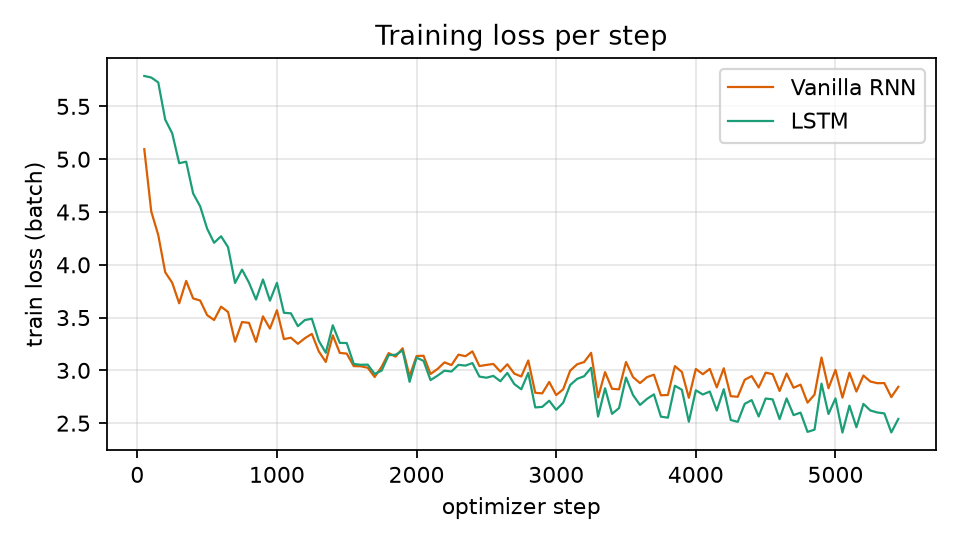 Training loss per step
Vanilla RNN
LSTM
train loss (batch)
5.5
5.0
4.5
4.0
3.5
3.0
2.5
0 1000 2000 3000 4000 5000
optimizer step